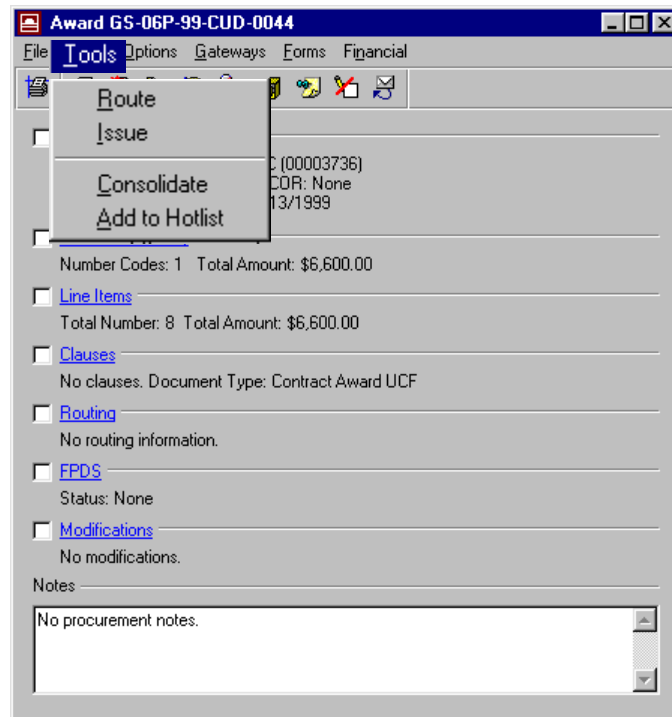 Award GS-06P-99-CUD-0044
File Tools Options Gateways Forms Financial
Route
Issue
Consolidate
Add to Hotlist
C (00003736)
COR: None
13/1999
Number Codes: 1 Total Amount: $6,600.00
Line Items
Total Number: 8 Total Amount: $6,600.00
Clauses
No clauses. Document Type: Contract Award UCF
Routing
No routing information.
FPDS
Status: None
Modifications
No modifications.
Notes
No procurement notes.